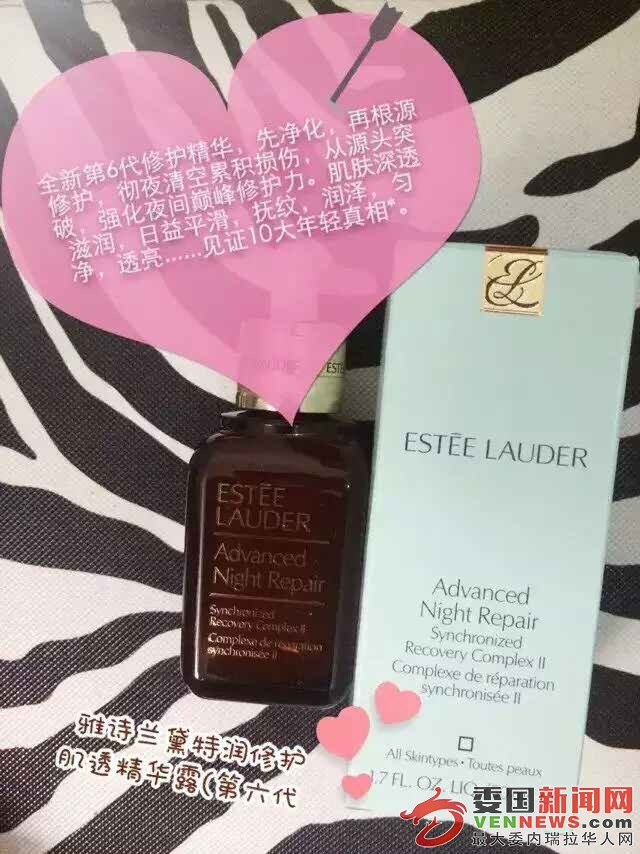 全新第6代修护精华，先净化，再根源
修护，彻夜清空累积损伤，从源头突
破，强化夜间巅峰修护力。肌肤深透
滋润，日益平滑，抚纹，润泽，匀
净，透亮……见证10大年轻真相*。
ESTÉE LAUDER
Advanced
Night Repair
Synchronized
Recovery Complex II
Complexe de réparation
synchronisée II
All Skintypes • Toutes peaux
1.7 FL. OZ. LIQ
ESTÉE
LAUDER
Advanced
Night Repair
Synchronized
Recovery Complex II
Complexe de réparation
synchronisée II
雅诗兰黛特润修护
肌透精华露(第六代
委国新闻网
VENNEWS.com
最大委内瑞拉华人网